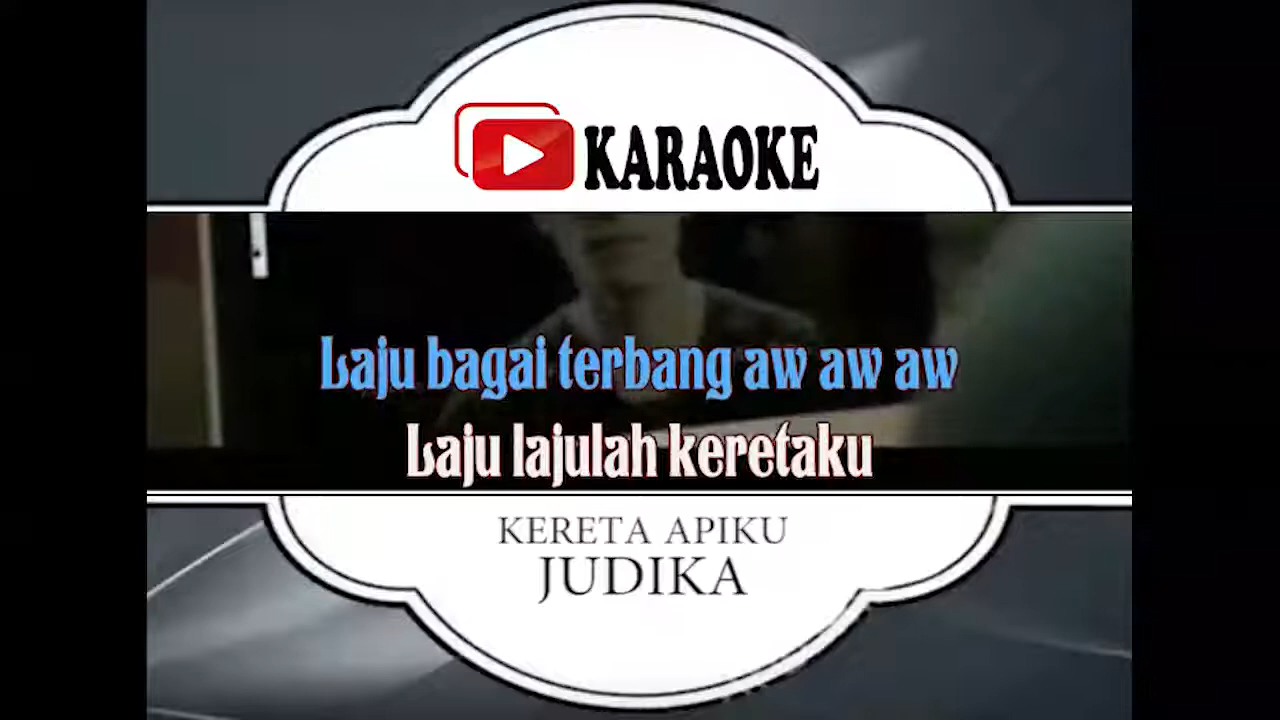 KARAOKE
Laju bagai terbang aw aw aw
Laju lajulah keretaku
KERETA APIKU
JUDIKA